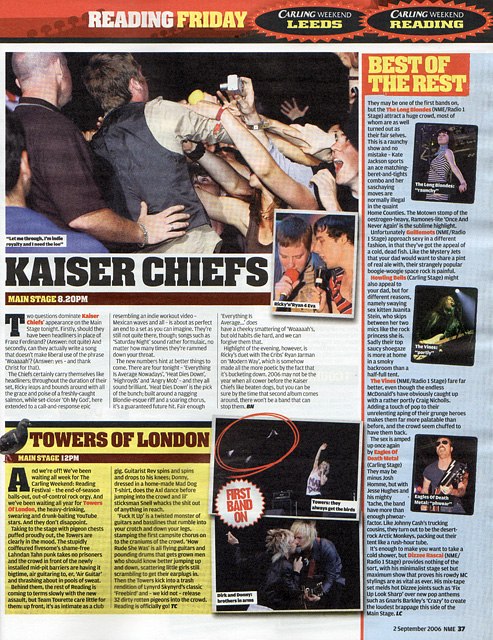 READING FRIDAY
CARLING WEEKEND
LEEDS
CARLING WEEKEND
READING
"Let me through, I'm indie
royalty and I need the loo"
Ricky'n'Ryan 4 Eva
KAISER CHIEFS
MAIN STAGE 8.20PM
Two questions dominate Kaiser
Chiefs' appearance on the Main
Stage tonight. Firstly, should they
have been headliners in place of
Franz Ferdinand? (Answer: not quite) And
secondly, can they actually write a song
that doesn't make liberal use of the phrase
'Woaaaah'? (Answer: yes - and thank
Christ for that).
The Chiefs certainly carry themselves like
headliners; throughout the duration of their
set, Ricky leaps and bounds around with all
the grace and poise of a freshly-caught
salmon, while set closer 'Oh My God', here
extended to a call-and-response epic
resembling an indie workout video -
Mexican waves and all - is about as perfect
an end to a set as you can imagine. They're
not quite there, though; songs such as
'Saturday Night' sound rather formulaic, no
matter how many times they're rammed
down your throat.
The new numbers hint at better things to
come. There are four tonight - 'Everything
Is Average Nowadays', 'Heat Dies Down',
'Highroyds' and 'Angry Mob' - and they all
sound brilliant. 'Heat Dies Down' is the pick
of the bunch; built around a nagging
Blondie-esque riff and a soaring chorus,
it's a guaranteed future hit. Fair enough
'Everything Is
Average...' does
have a cheeky smattering of 'Woaaaah's,
but old habits die hard, and we can
forgive them that.
Highlight of the evening, however, is
Ricky's duet with The Cribs' Ryan Jarman
on 'Modern Way', which is somehow
made all the more poetic by the fact that
it's bucketing down. 2006 may not be the
year when all cower before the Kaiser
Chiefs like beaten dogs, but you can be
sure by the time that second album comes
around, there won't be a band that can
stop them.
TOWERS OF LONDON
MAIN STAGE 12PM
And we're off! We've been
waiting all week for The
Carling Weekend: Reading
Festival - the end-of-season
balls-out, out-of-control rock orgy. And
we've been waiting all year for Towers
Of London, the heavy-drinking,
swearing and drunk-baiting YouTube
stars. And they don't disappoint.
Taking to the stage with pigeon chests
puffed proudly out, the Towers are
clearly in the mood. The stupidly
coiffured fivesome's shame-free
Lahndan Tahn punk takes no prisoners
and the crowd in front of the newly
installed mid-pit barriers are having it
bigtime, air guitaring to, er, 'Air Guitar'
and thrashing about in pools of sweat.
Behind them, the rest of Reading is
coming to terms slowly with the new
assault, but Team Tourette care little for
them: up front, it's as intimate as a club
gig. Guitarist Rev spins and spins
and drops to his knees; Donny,
dressed in a home-made Mad Dog
T-shirt, does the Axl dance before
jumping into the crowd and
stickman Snell whacks the shit out
of anything in reach.
'Fuck It Up' is a twisted monster of
guitars and basslines that rumble into
your crotch and down your legs,
stamping the first campsite chorus on
to the craniums of the crowd. 'How
Rude She Was' is all flying guitars and
pounding drums that gets grown men
who should know better jumping up
and down, scattering little girls still
scrambling to get their earplugs in.
Then the Towers kick into a trash
rendition of Lynyrd Skynyrd's classic
'Freebird' and - we kid not - release
32 dirty rotten pigeons into the crowd.
Reading is officially go! TC
FIRST
BAND
ON
Towers: they
always get the birds
Dirk and Donny:
brothers in arms
BEST OF
THE REST
They may be one of the first bands on,
but the The Long Blondes (NME/Radio 1
Stage) attract a huge crowd, most
of whom are as well
turned out as
their fair selves.
This is a raunchy
show and no
mistake - Kate
Jackson sports
an ace matching-
beret-and-tights
combo and her
saschaying
moves are
normally illegal
in the quaint
Home Counties. The Motown stomp of the
oestrogen-heavy, Ramones-lite 'Once And
Never Again' is the sublime highlight.
Unfortunately Guillemots (NME/Radio
1 Stage) approach sexy in a different
fashion, in that they've got the appeal of
a cold, dead fish. Like the Mystery Jets
that your dad would want to share a pint
of real ale with, their strangely popular
boogie-woogie space rock is painful.
Howling Bells (Carling Stage) might
also appeal to
your dad, but for
different reasons,
namely swaying
sex kitten Juanita
Stein, who skips
between her two
mics like the rock
princess she is.
Sadly their top
saucy shoegaze
is more at home
in a smoky
backroom than a
half-full tent.
The Vines (NME/Radio 1 Stage) fare far
better, even though the endless
McDonald's have obviously caught up
with a rather portly Craig Nicholls.
Adding a touch of pop to their
unrelenting aping of their grunge heroes
makes them far more palatable than
before, and the crowd seem chuffed to
have them back.
The sex is amped
up once again by
Eagles Of
Death Metal
(Carling Stage)
They may
be minus Josh
Homme, but with
Jesse Hughes and
his mighty
'tache, the band
have more than
enough phwoar-
factor. Like Johnny Cash's trucking
cousins, they turn out to be the desert-
rock Arctic Monkeys, packing out their
tent like a rush-hour tube.
It's enough to make you want to take a
cold shower, but Dizzee Rascal (NME/
Radio 1 Stage) provides nothing of the
sort, with his minimalist stage set but
maximum show that proves his rowdy MC
stylings are as vital as ever. His mix-tape
set melds hot Dizzee joints such as 'Fix
Up Look Sharp' over new pop anthems
such as Gnarls Barkley's 'Crazy' to create
the loudest brappage this side of the
Main Stage. LC
The Long Blondes:
"raunchy"
The Vines:
"portly"
Eagles Of Death
Metal: "phwoar"
2 September 2006 NME 37